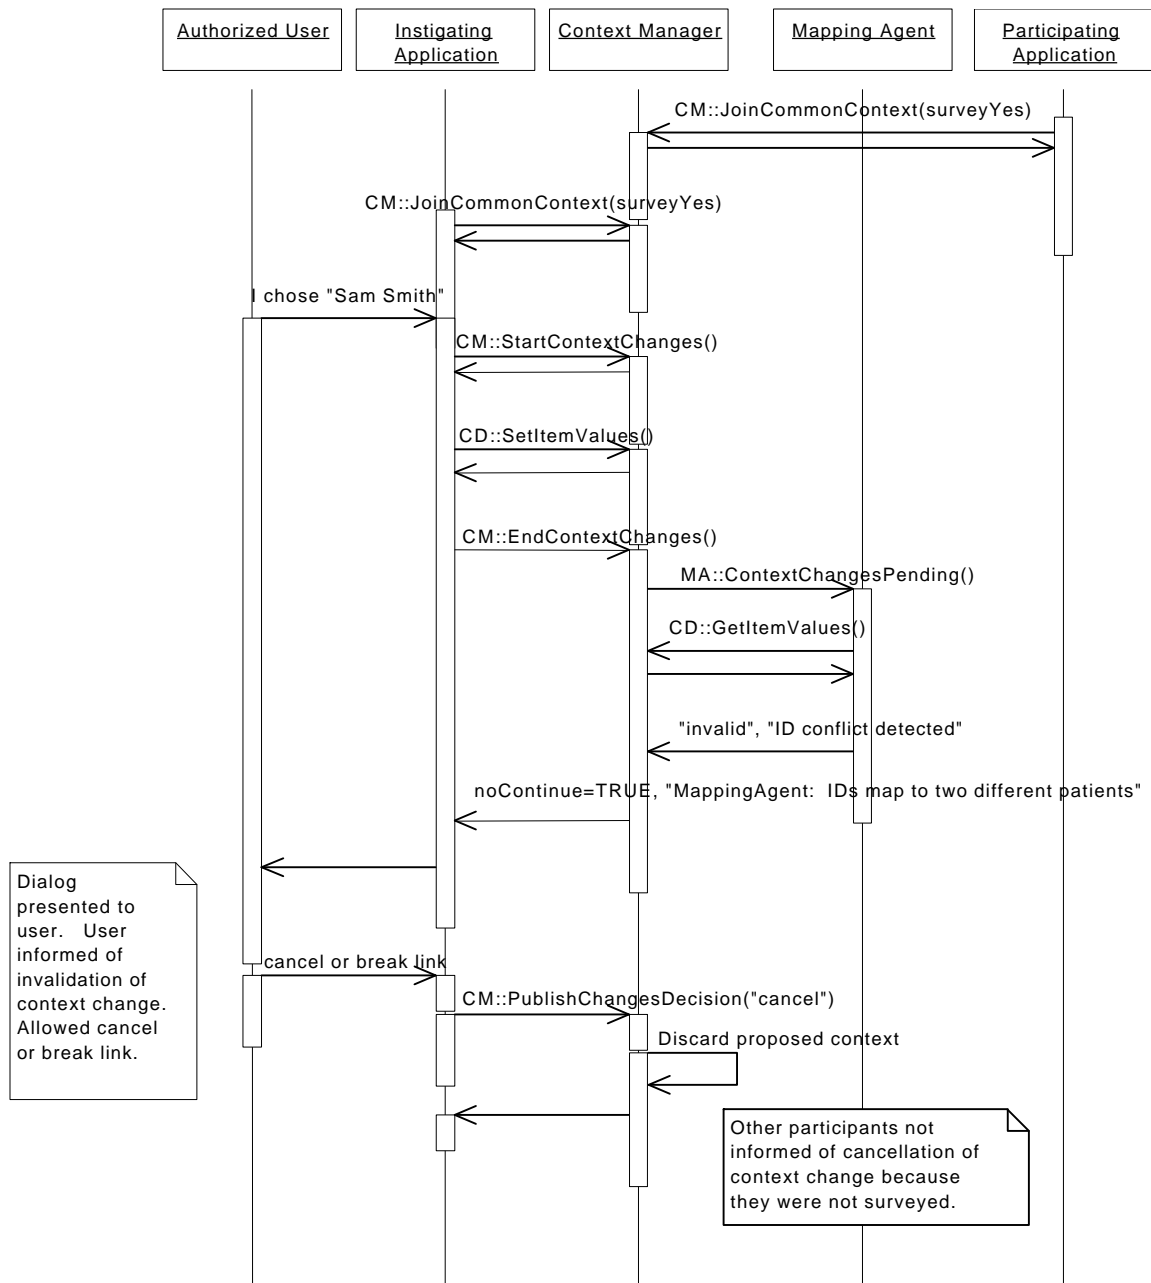 Authorized User
Instigating
Application
Context Manager
Mapping Agent
Participating
Application
CM::JoinCommonContext(surveyYes)
CM::JoinCommonContext(surveyYes)
I chose "Sam Smith"
CM::StartContextChanges()
CD::SetItemValues()
CM::EndContextChanges()
MA::ContextChangesPending()
CD::GetItemValues()
"invalid", "ID conflict detected"
noContinue=TRUE, "MappingAgent:  IDs map to two different patients"
Dialog
presented to
user.   User
informed of
invalidation of
context change.
Allowed cancel
or break link.
cancel or break link
CM::PublishChangesDecision("cancel")
Discard proposed context
Other participants not
informed of cancellation of
context change because
they were not surveyed.